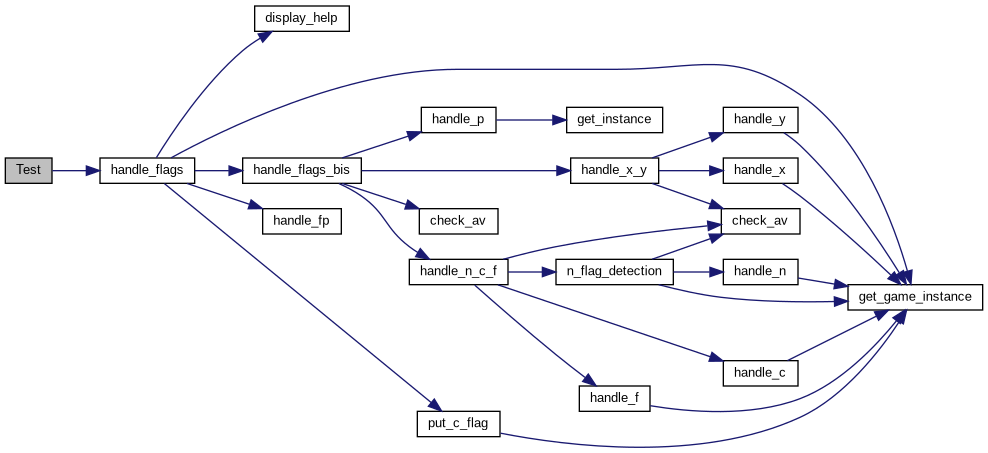 display_help
handle_p
get_instance
handle_y
Test
handle_flags
handle_flags_bis
handle_x_y
handle_x
handle_fp
check_av
check_av
handle_n_c_f
n_flag_detection
handle_n
get_game_instance
handle_c
handle_f
put_c_flag